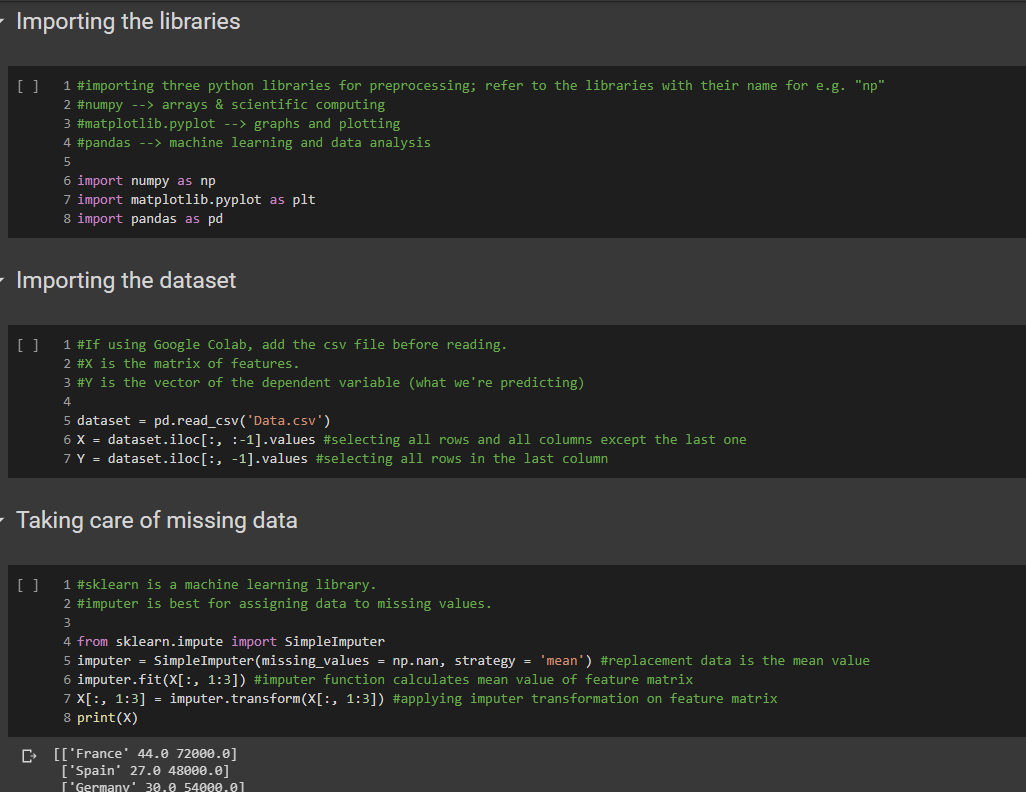 Importing the libraries
[ ] 1 #importing three python libraries for preprocessing; refer to the libraries with their name for e.g. "np"
2 #numpy --> arrays & scientific computing
3 #matplotlib.pyplot --> graphs and plotting
4 #pandas --> machine learning and data analysis
5
6 import numpy as np
7 import matplotlib.pyplot as plt
8 import pandas as pd
Importing the dataset
[ ] 1 #If using Google Colab, add the csv file before reading.
2 #X is the matrix of features.
3 #Y is the vector of the dependent variable (what we're predicting)
4
5 dataset = pd.read_csv('Data.csv')
6 X = dataset.iloc[:, :-1].values #selecting all rows and all columns except the last one
7 Y = dataset.iloc[:, -1].values #selecting all rows in the last column
Taking care of missing data
[ ] 1 #sklearn is a machine learning library.
2 #imputer is best for assigning data to missing values.
3
4 from sklearn.impute import SimpleImputer
5 imputer = SimpleImputer(missing_values = np.nan, strategy = 'mean') #replacement data is the mean value
6 imputer.fit(X[:, 1:3]) #imputer function calculates mean value of feature matrix
7 X[:, 1:3] = imputer.transform(X[:, 1:3]) #applying imputer transformation on feature matrix
8 print(X)
[['France' 44.0 72000.0]
['Spain' 27.0 48000.0]
['Germany' 30.0 54000.0]